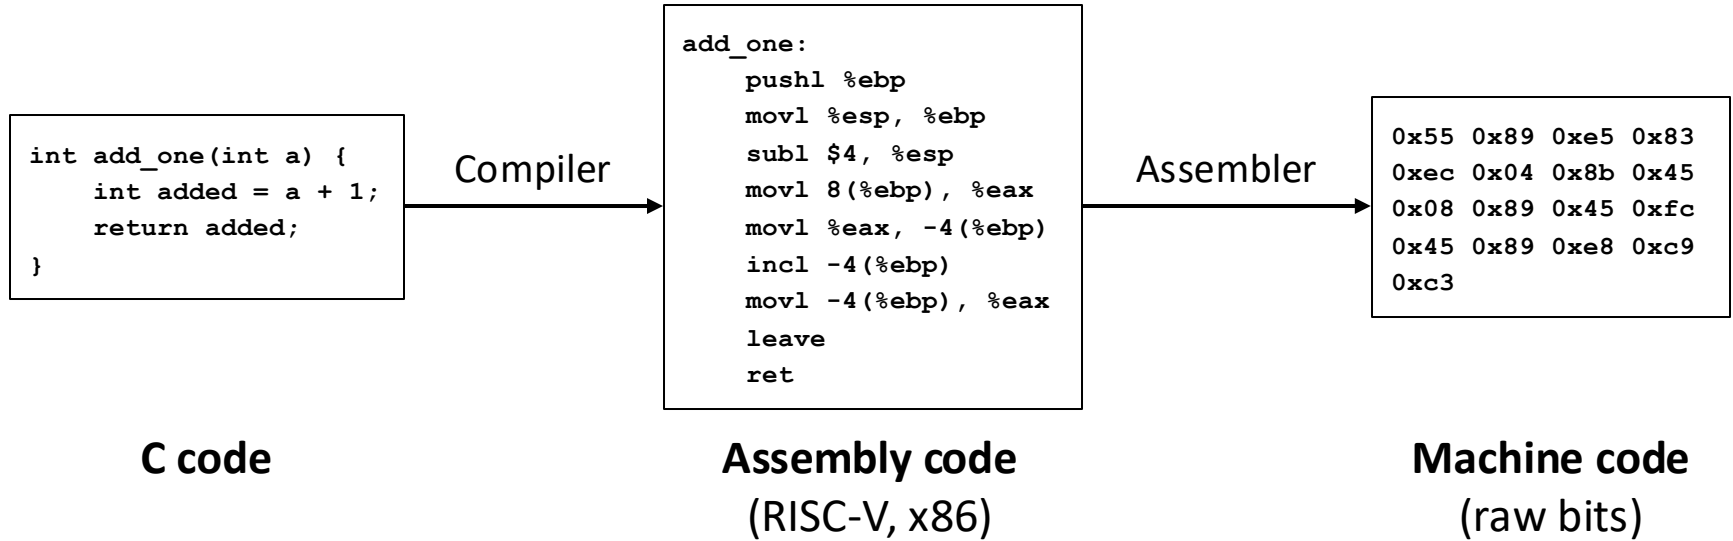 int add_one(int a) {
    int added = a + 1;
    return added;
}
Compiler
add_one:
    pushl %ebp
    movl %esp, %ebp
    subl $4, %esp
    movl 8(%ebp), %eax
    movl %eax, -4(%ebp)
    incl -4(%ebp)
    movl -4(%ebp), %eax
    leave
    ret
Assembler
0x55 0x89 0xe5 0x83
0xec 0x04 0x8b 0x45
0x08 0x89 0x45 0xfc
0x45 0x89 0xe8 0xc9
0xc3
C code
Assembly code
(RISC-V, x86)
Machine code
(raw bits)